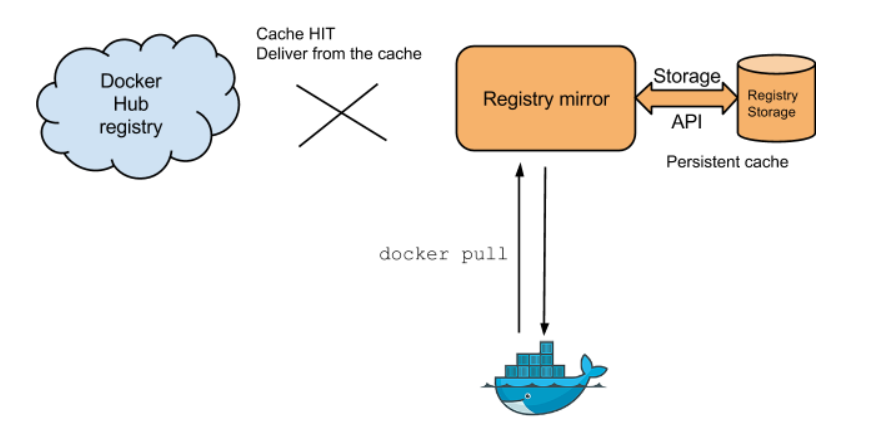 Cache HIT
Deliver from the cache
Docker
Hub
registry
Registry mirror
Storage
API
Registry
Storage
Persistent cache
docker pull